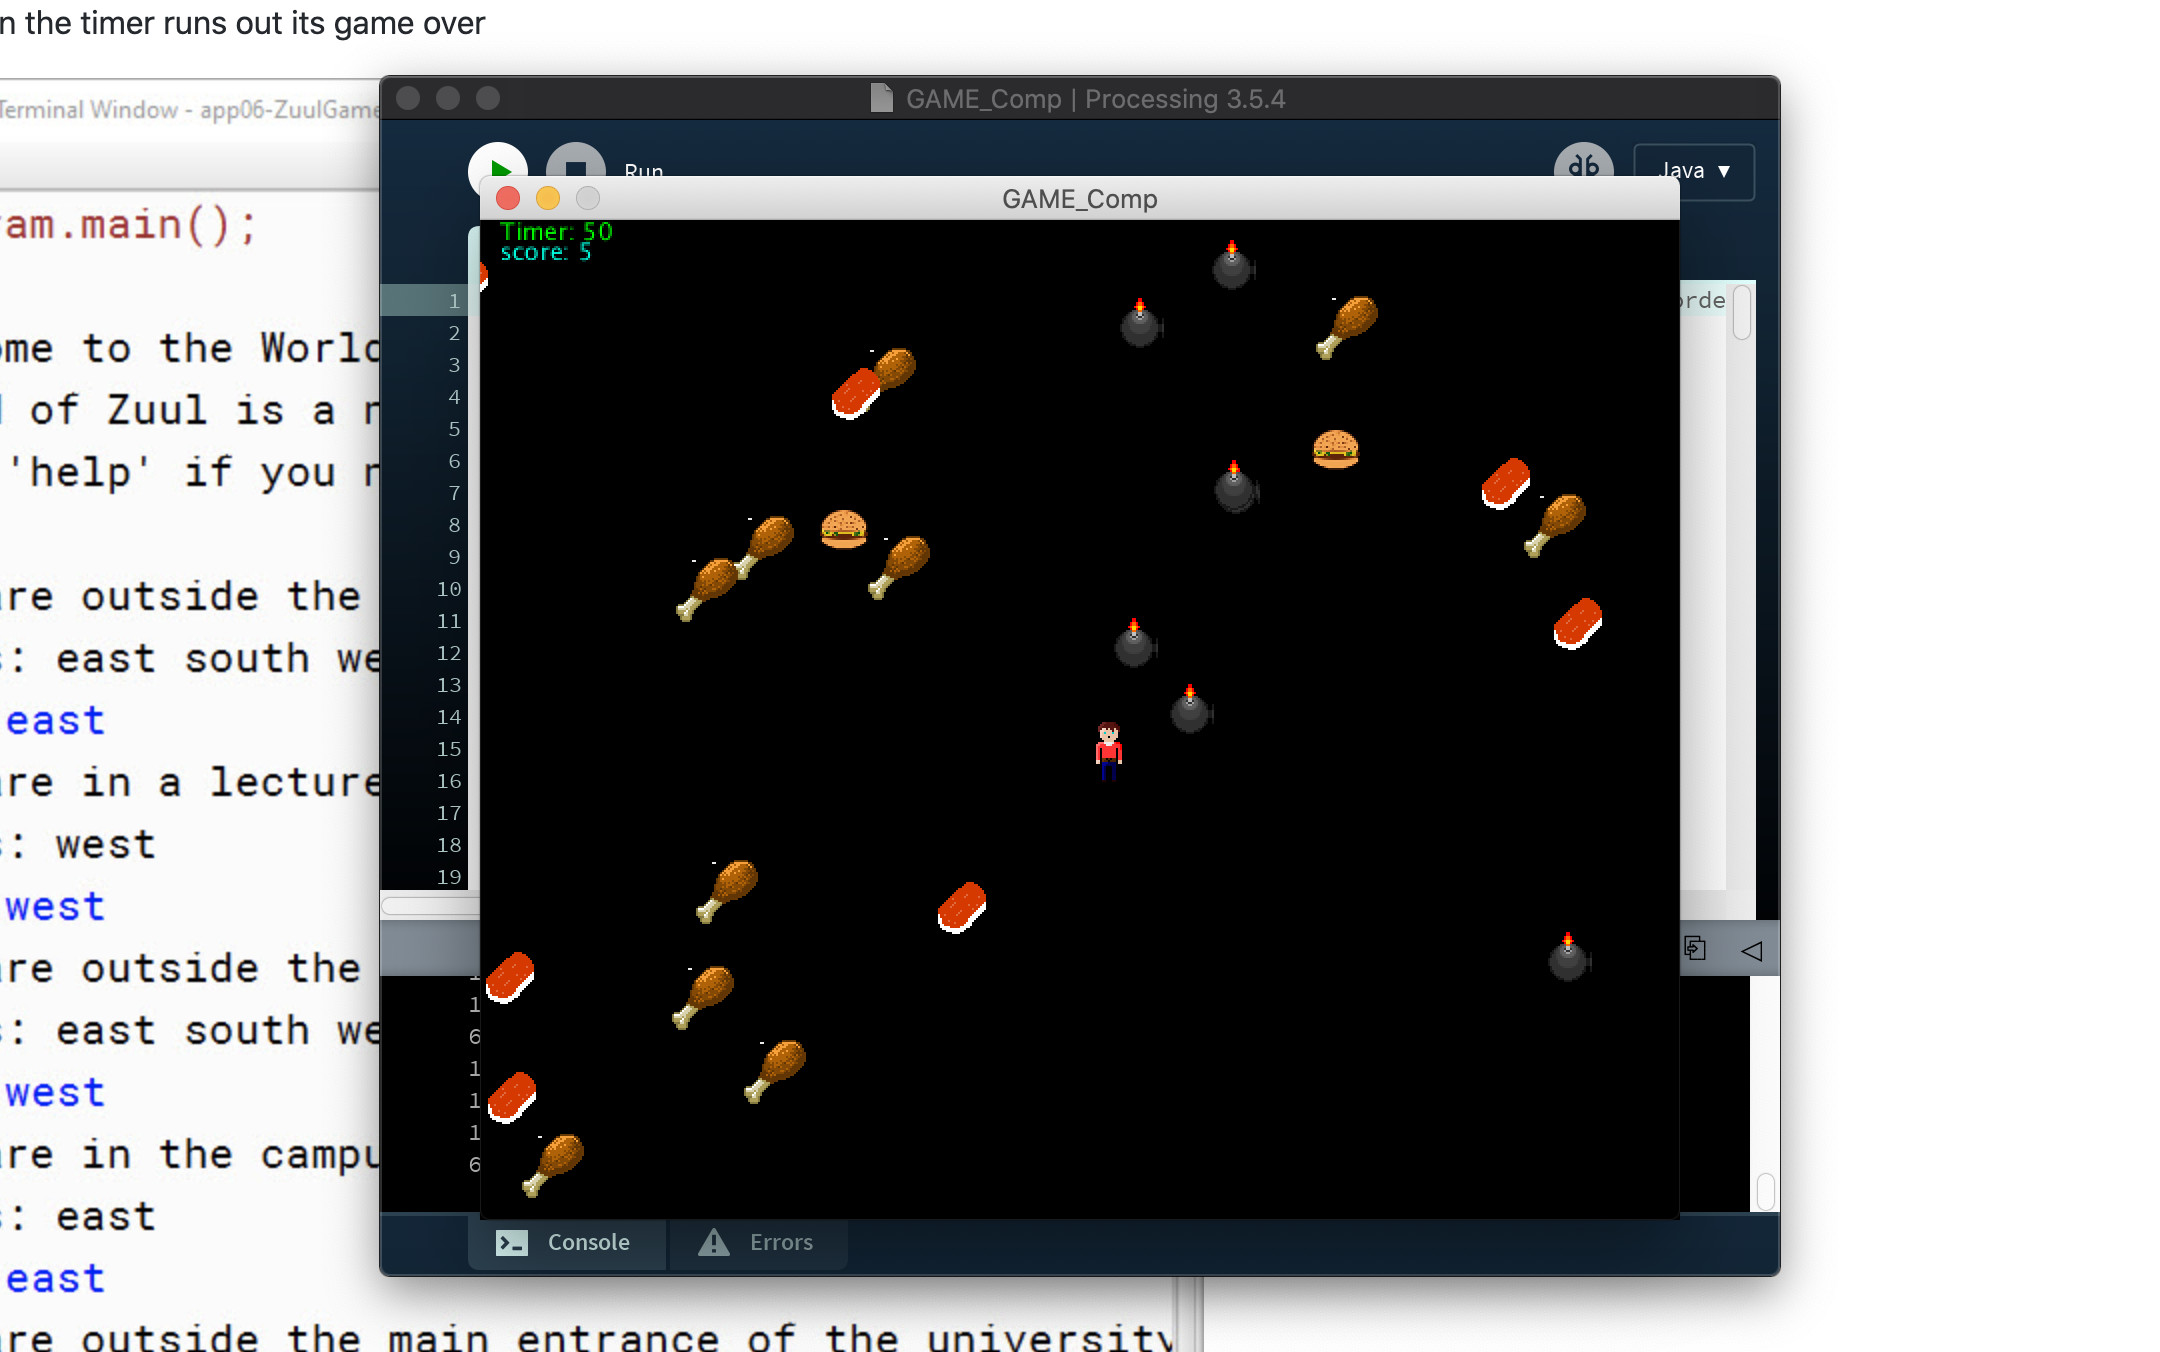 n the timer runs out its game over
Terminal Window - app06-ZuulGame
am.main();
me to the World
of Zuul is a
'help' if you
re outside the
: east south we
east
re in a lecture
: west
west
re outside the
: east south we
west
re in the campu
: east
east
re outside the main entrance of the university
GAME_Comp | Processing 3.5.4
Run
Java
GAME_Comp
Timer: 50
score: 5
orde
1
2
3
4
5
6
7
8
9
10
11
12
13
14
15
16
17
18
19
1
6
1
1
1
6
Console
Errors